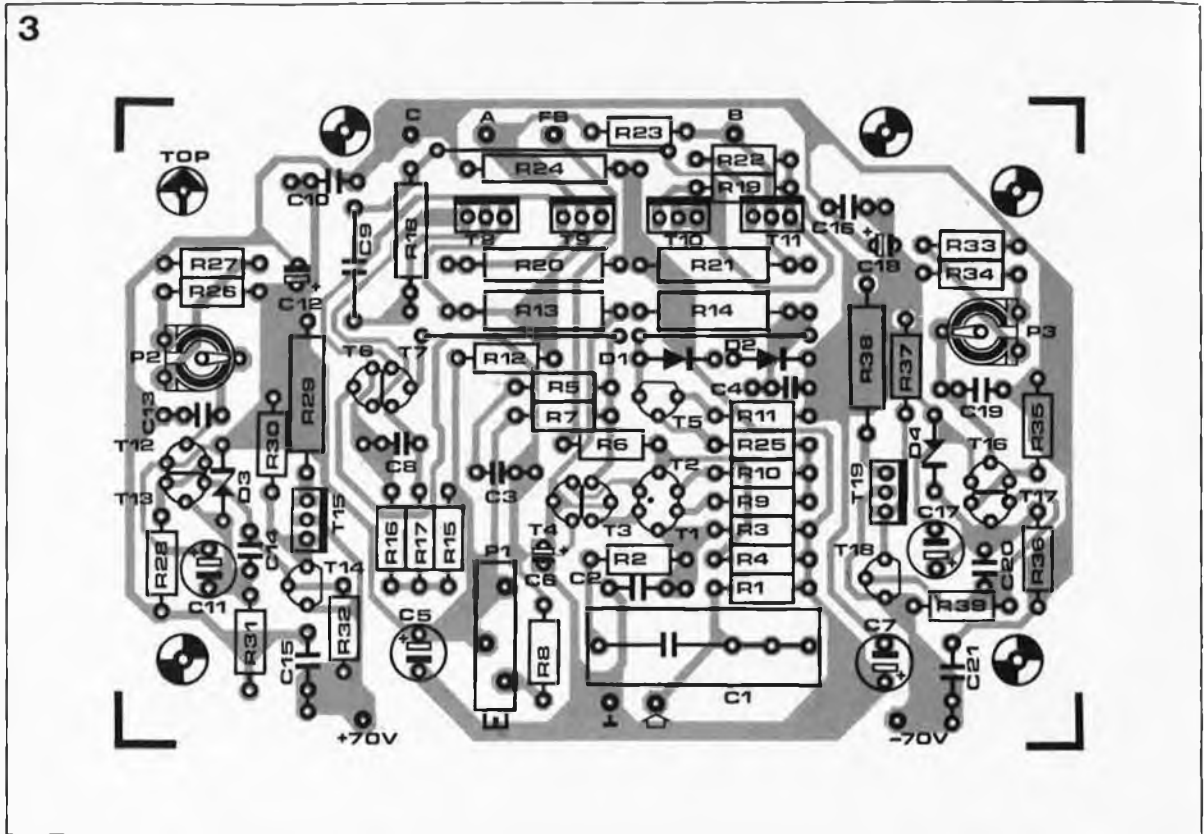 3
C A FB B
R23
TOP
R22
R24
R19
C10
C16
T8 T9 T10 T11
C9
R18
C18
R33
R27
R20 R21
R34
R26
C12
R13 R14
P2
P3
R29
T6 T7
R12
D1 D2
R38
R37
R5
C4
C19
R7
R11
T5
R35
C13
R30
R6
R25
D4
T16
T12
C8
T2
R10
C3
T19
D3
R9
T13
T15
C17
T17
R16 R17 R15
T4 T3 T1
R3
R28
C14
P1
C6
R2
R4
T18
C20
R36
T14
C2
R1
C11
R39
R31
R32
C5
R8
C7
C15
C1
C21
+70V
-70V